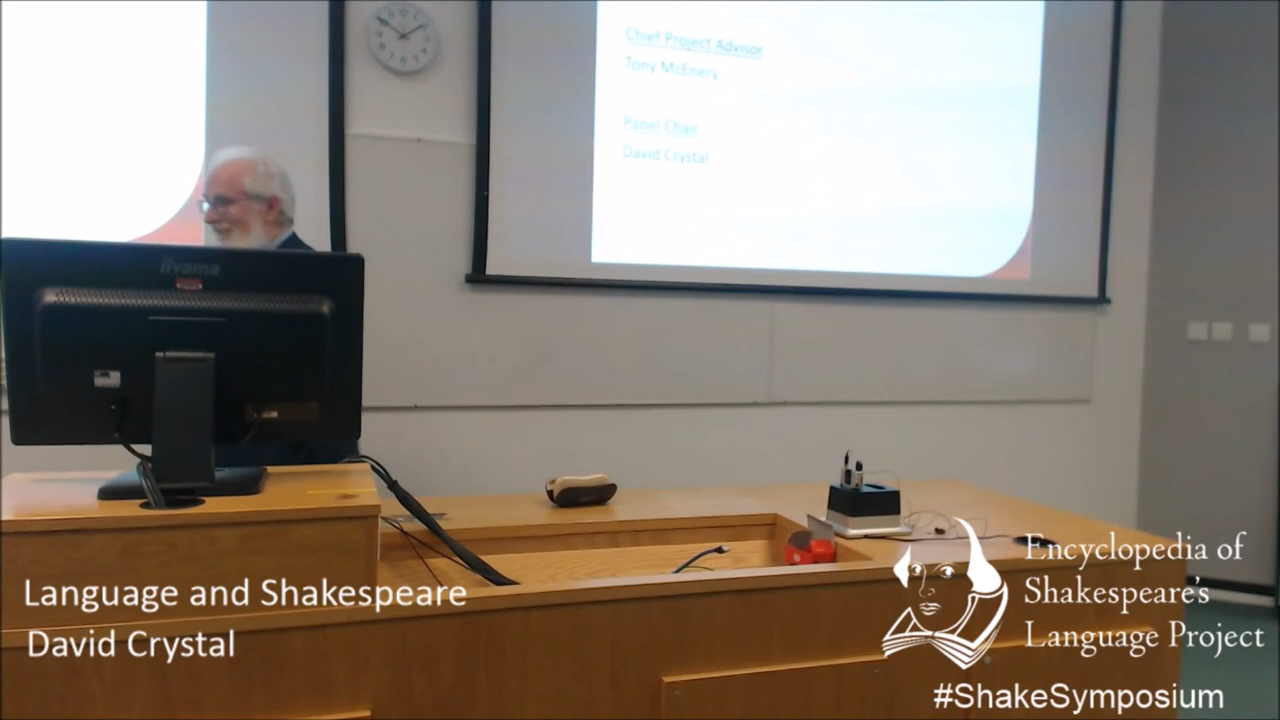 Chief Project Advisor
Tony McEnery
Panel Chair
David Crystal
iiyama
Language and Shakespeare
David Crystal
Encyclopedia of
Shakespeare's
Language Project
#ShakeSymposium